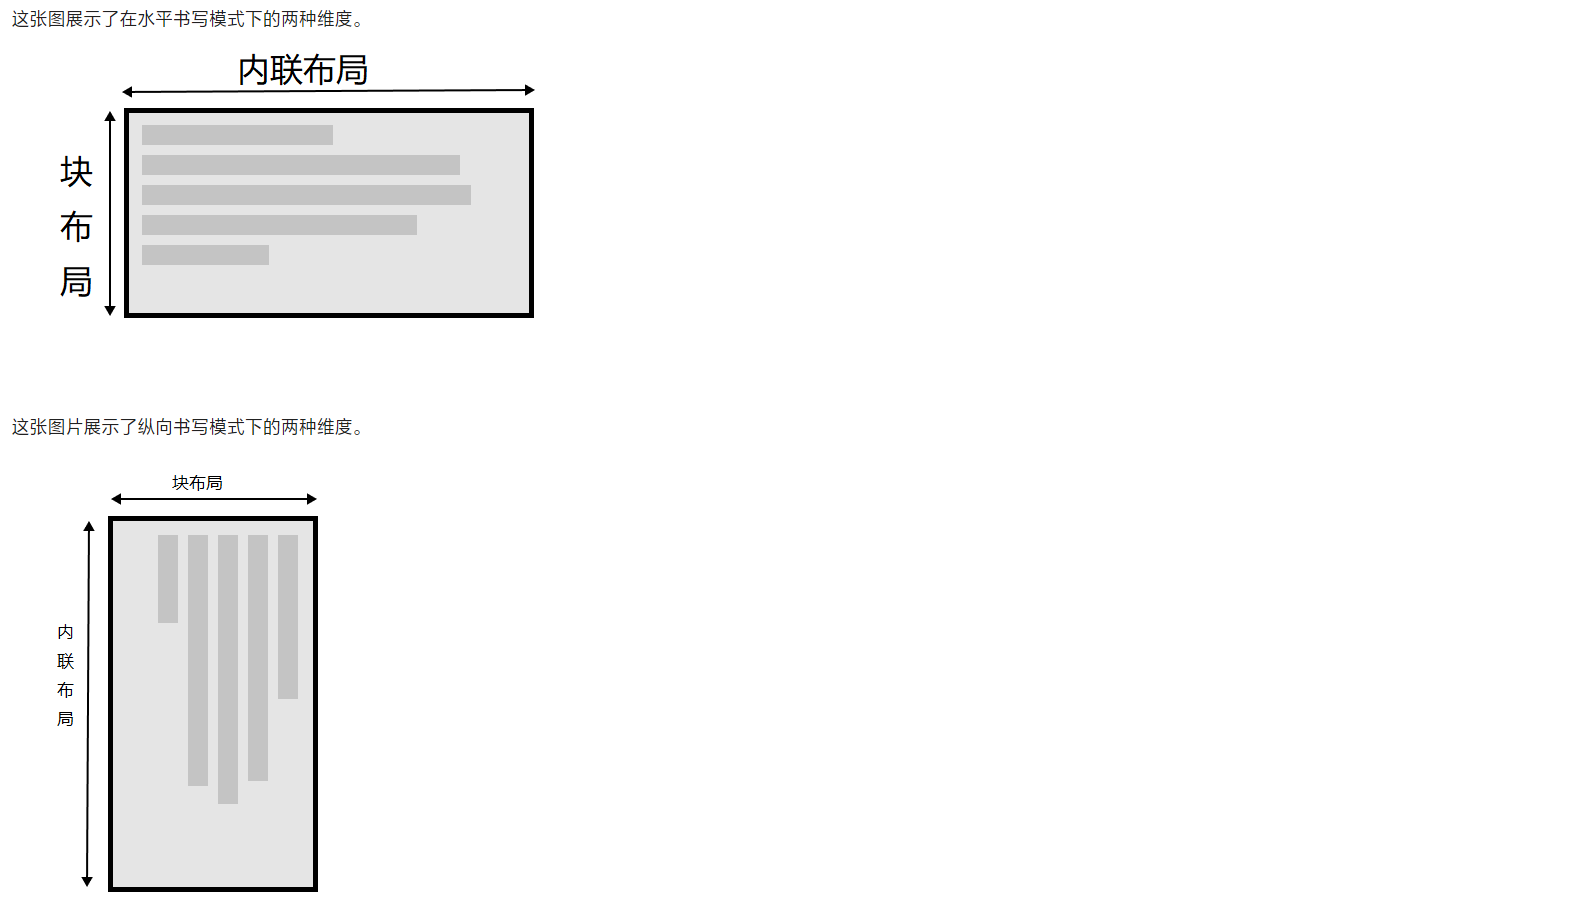 这张图展示了在水平书写模式下的两种维度。
内联布局
块
布
局
这张图片展示了纵向书写模式下的两种维度。
块布局
内
联
布
局